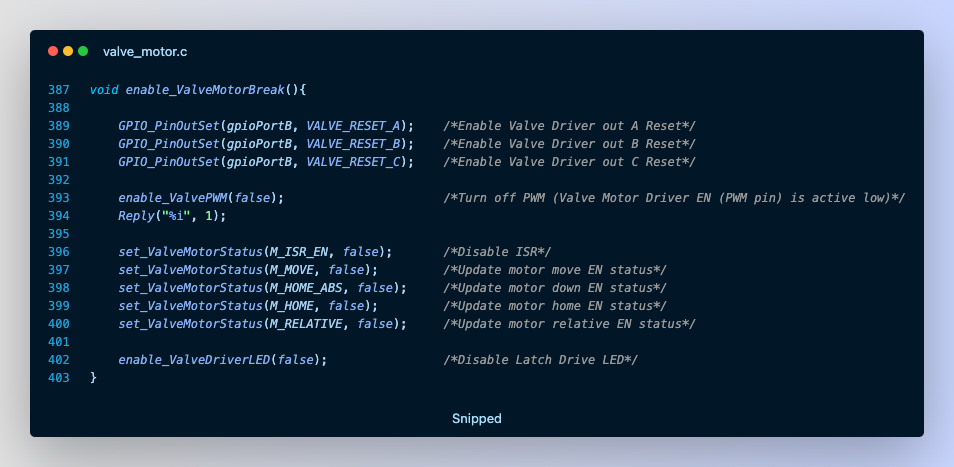 valve_motor.c
387 void enable_ValveMotorBreak(){
388
389 GPIO_PinOutSet(gpioPortB, VALVE_RESET_A); /*Enable Valve Driver out A Reset*/
390 GPIO_PinOutSet(gpioPortB, VALVE_RESET_B); /*Enable Valve Driver out B Reset*/
391 GPIO_PinOutSet(gpioPortB, VALVE_RESET_C); /*Enable Valve Driver out C Reset*/
392
393 enable_ValvePWM(false); /*Turn off PWM (Valve Motor Driver EN (PWM pin) is active low)*/
394 Reply("%i", 1);
395
396 set_ValveMotorStatus(M_ISR_EN, false); /*Disable ISR*/
397 set_ValveMotorStatus(M_MOVE, false); /*Update motor move EN status*/
398 set_ValveMotorStatus(M_HOME_ABS, false); /*Update motor down EN status*/
399 set_ValveMotorStatus(M_HOME, false); /*Update motor home EN status*/
400 set_ValveMotorStatus(M_RELATIVE, false); /*Update motor relative EN status*/
401
402 enable_ValveDriverLED(false); /*Disable Latch Drive LED*/
403 }
Snipped